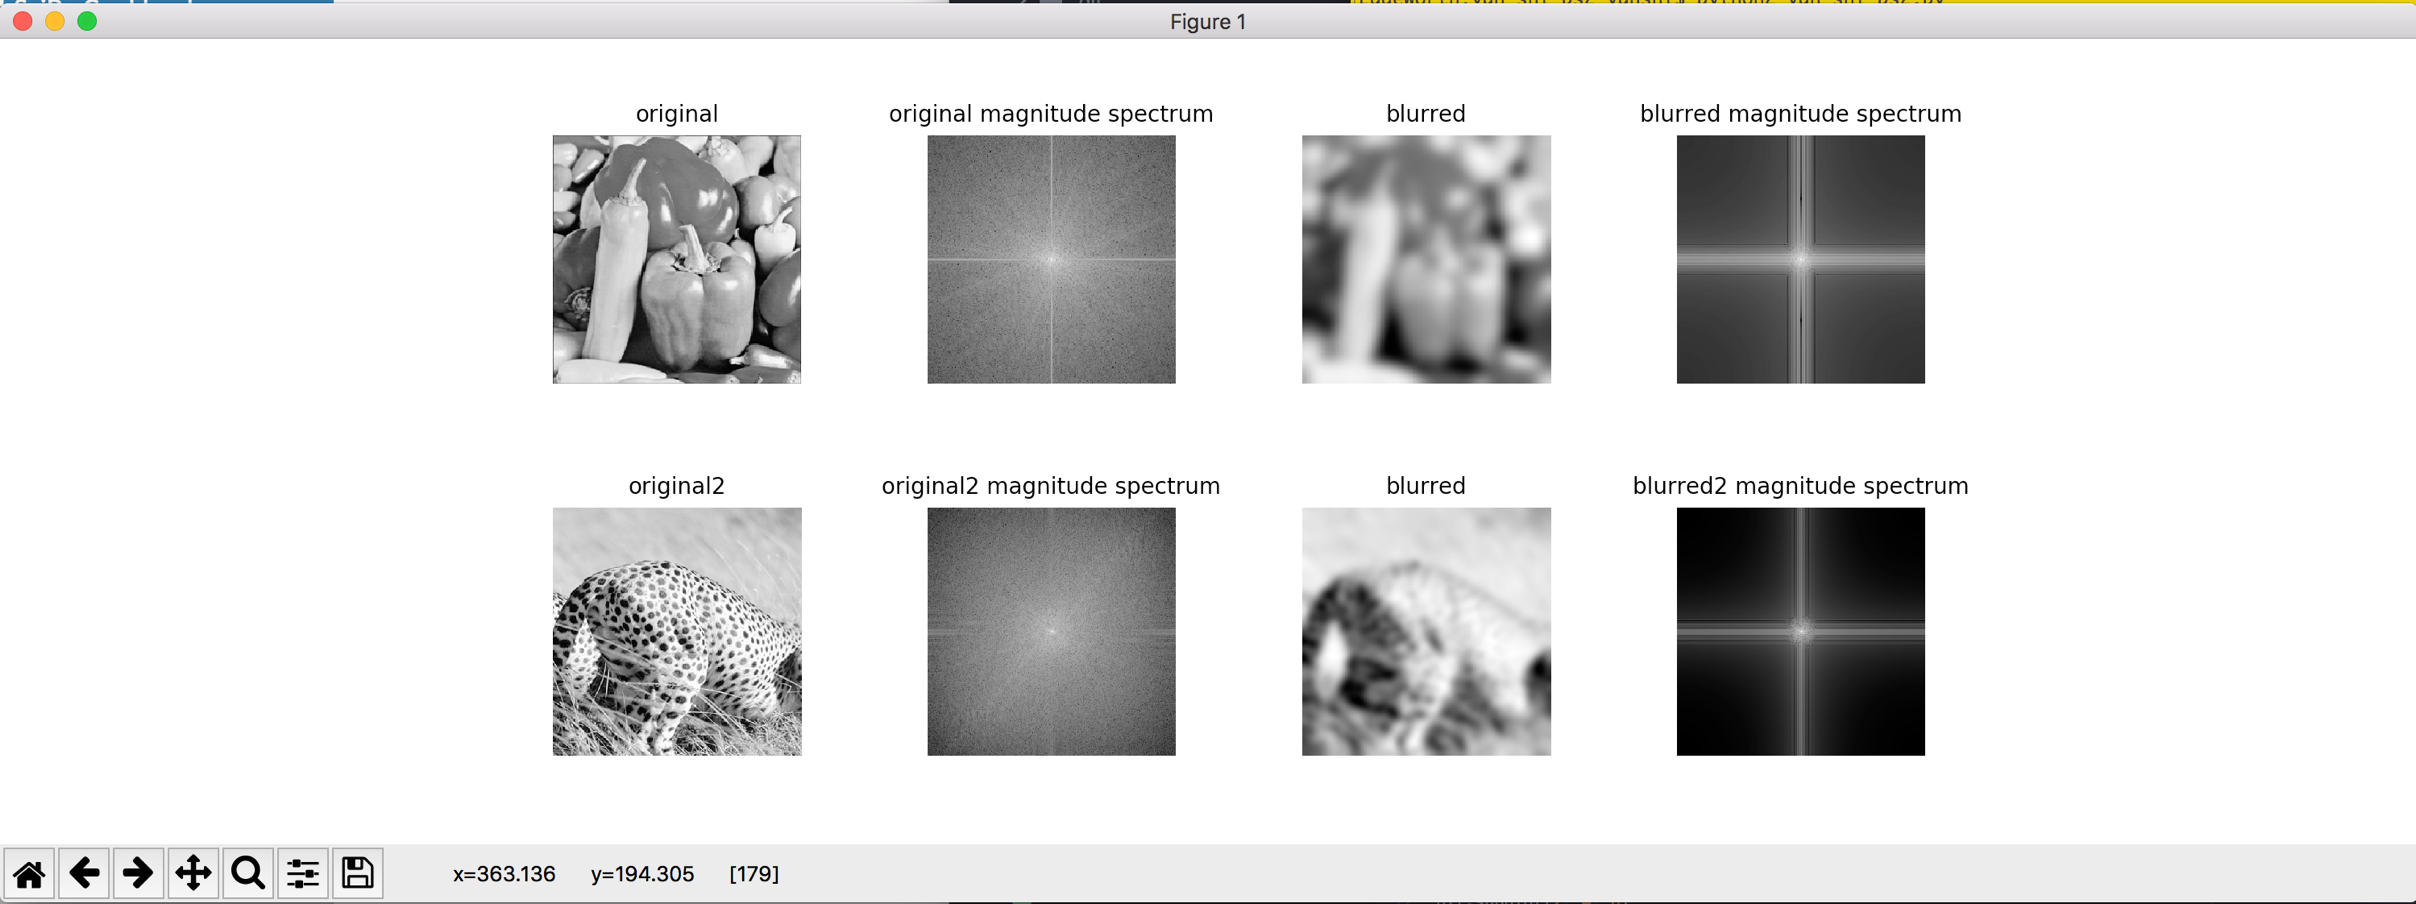 Figure 1
original
original magnitude spectrum
blurred
blurred magnitude spectrum
original2
original2 magnitude spectrum
blurred
blurred2 magnitude spectrum
x=363.136 y=194.305 [179]